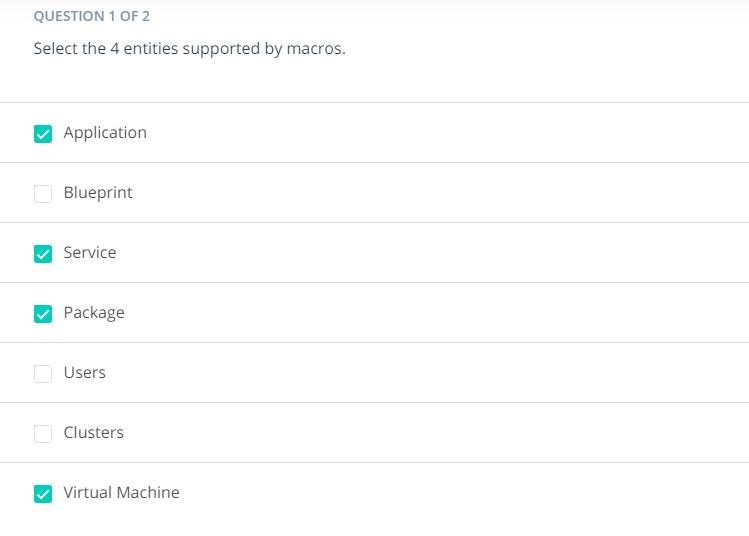 QUESTION 1 OF 2
Select the 4 entities supported by macros.
Application
Blueprint
Service
Package
Users
Clusters
Virtual Machine